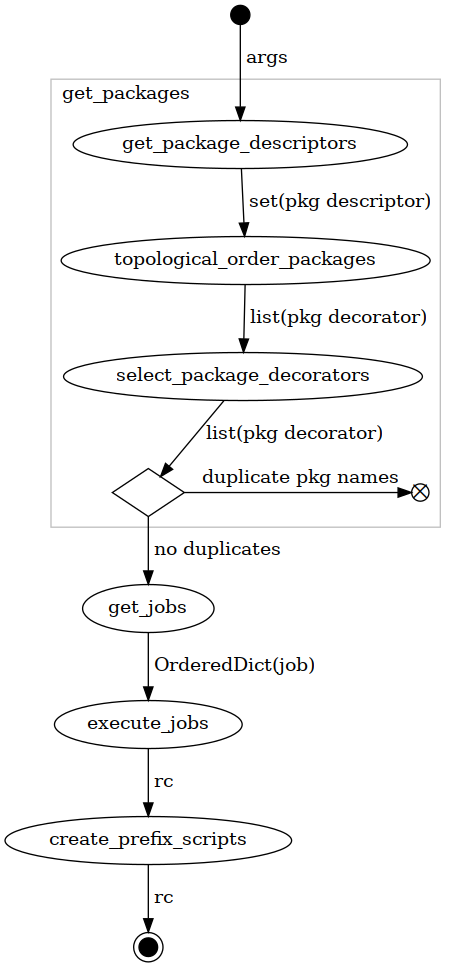 args
get_packages
get_package_descriptors
set(pkg descriptor)
topological_order_packages
list(pkg decorator)
select_package_decorators
list(pkg decorator)
duplicate pkg names
no duplicates
get_jobs
OrderedDict(job)
execute_jobs
rc
create_prefix_scripts
rc